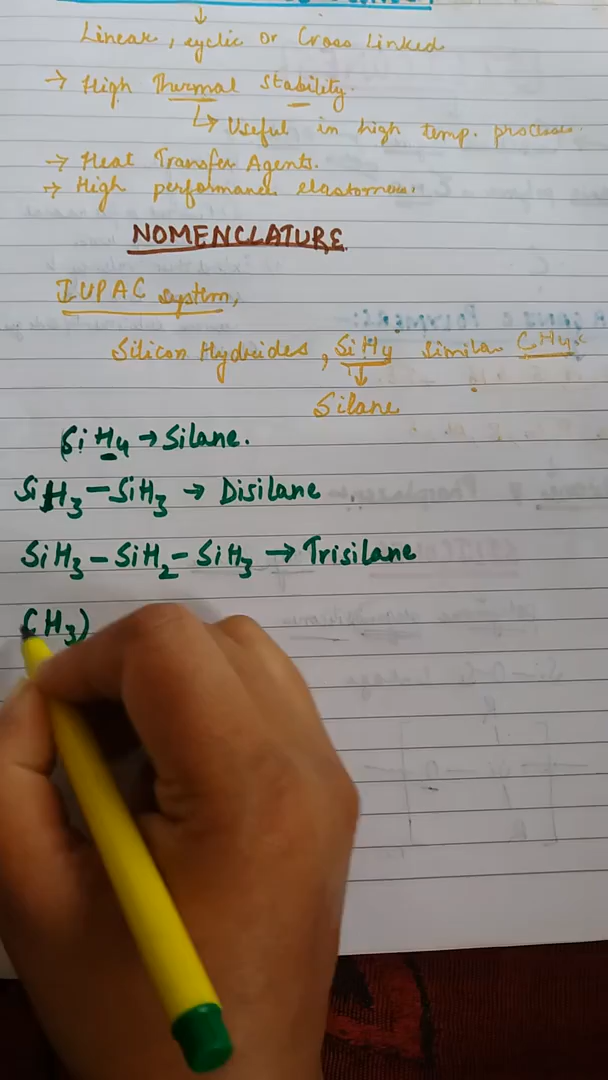 Linear, cyclic or Cross Linked
→ High Thermal Stability.
↳ Useful in high temp. processes.
→ Heat Transfer Agents.
→ High performance elastomers.
NOMENCLATURE
IUPAC system,
Silicon Hydrides, SiH4 similar CH4
↓
Silane
SiH4 → Silane.
SiH3 – SiH3 → Disilane
SiH3 – SiH2 – SiH3 → Trisilane
(CH3)